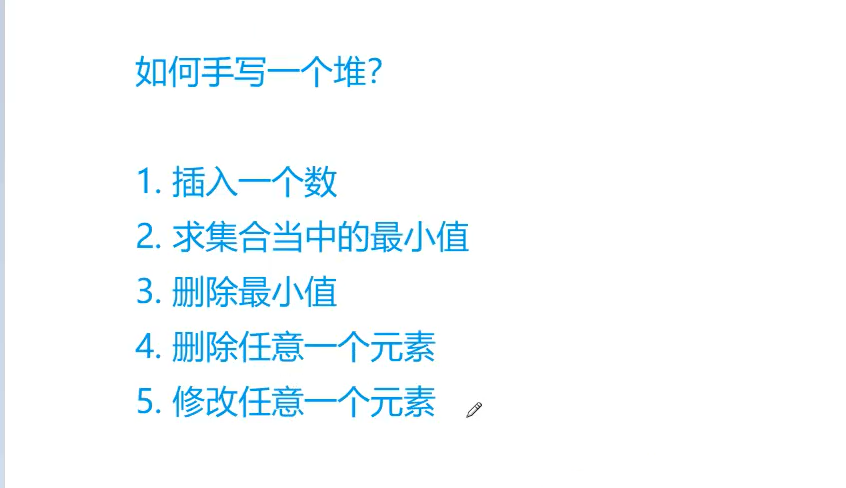 如何手写一个堆?
1. 插入一个数
2. 求集合当中的最小值
3. 删除最小值
4. 删除任意一个元素
5. 修改任意一个元素